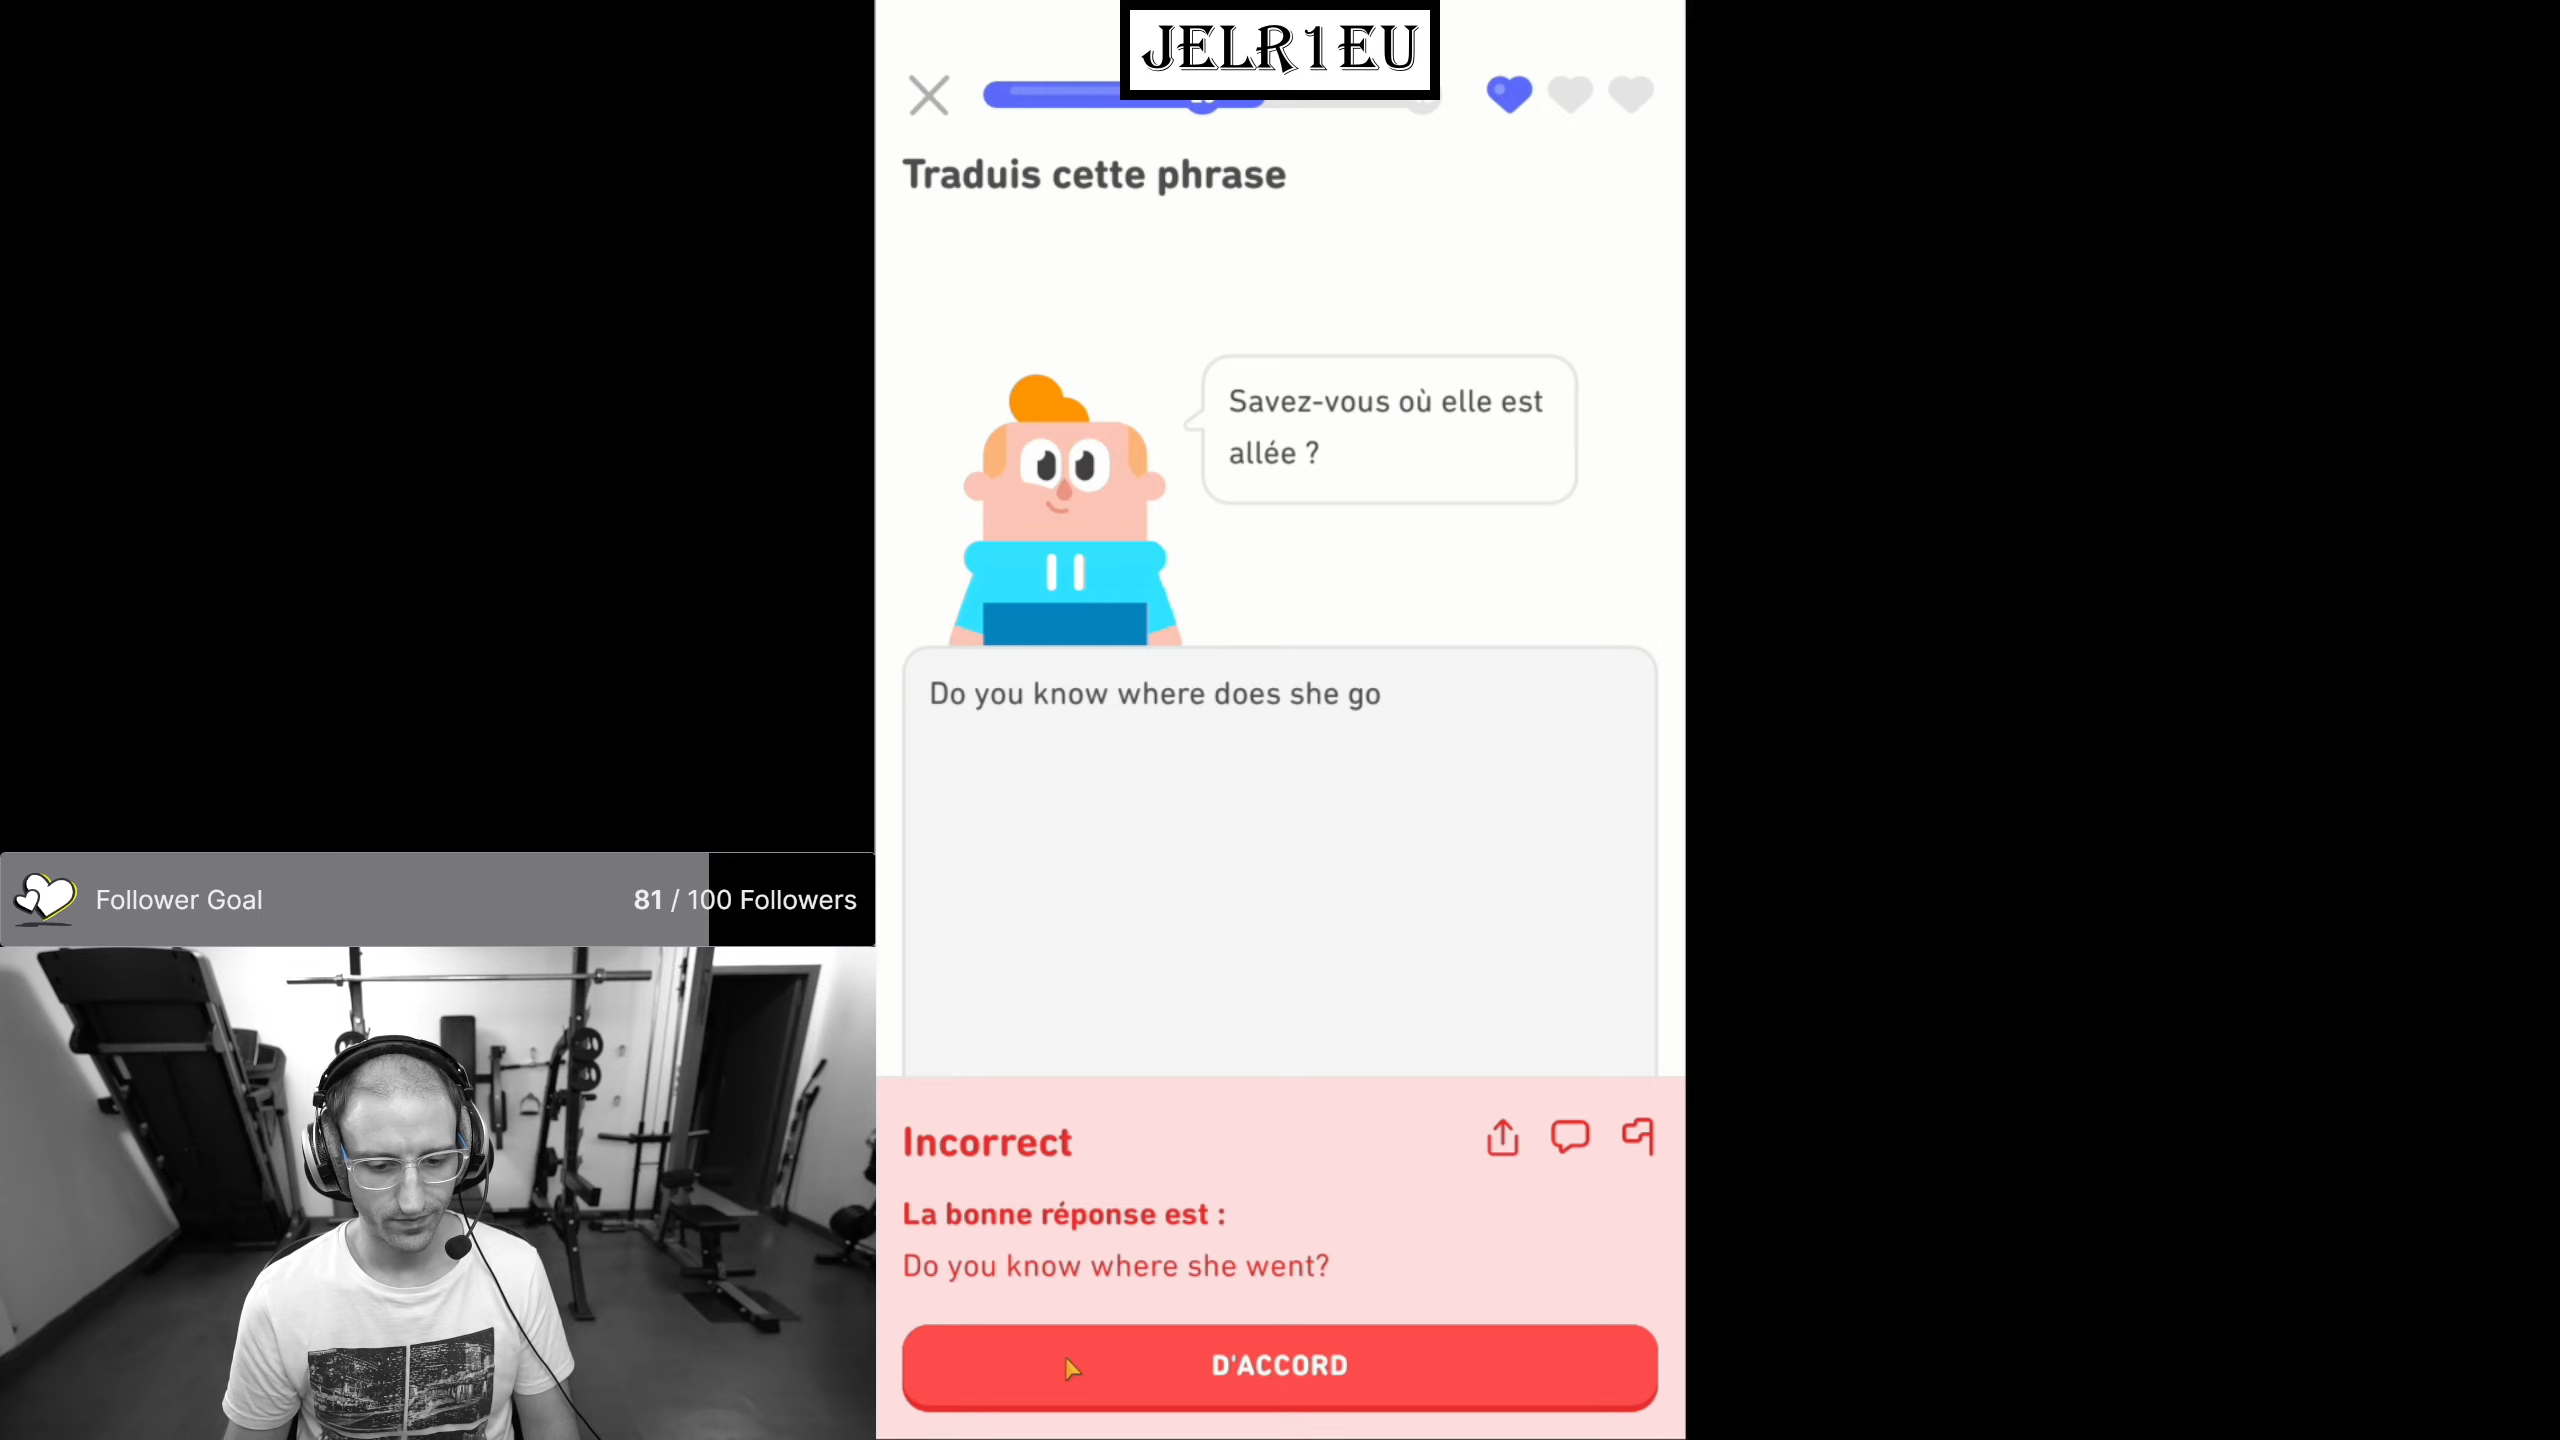 JELR1EU
Traduis cette phrase
Savez-vous où elle est
allée ?
Do you know where does she go
Follower Goal
81 / 100 Followers
Incorrect
La bonne réponse est :
Do you know where she went?
D'ACCORD